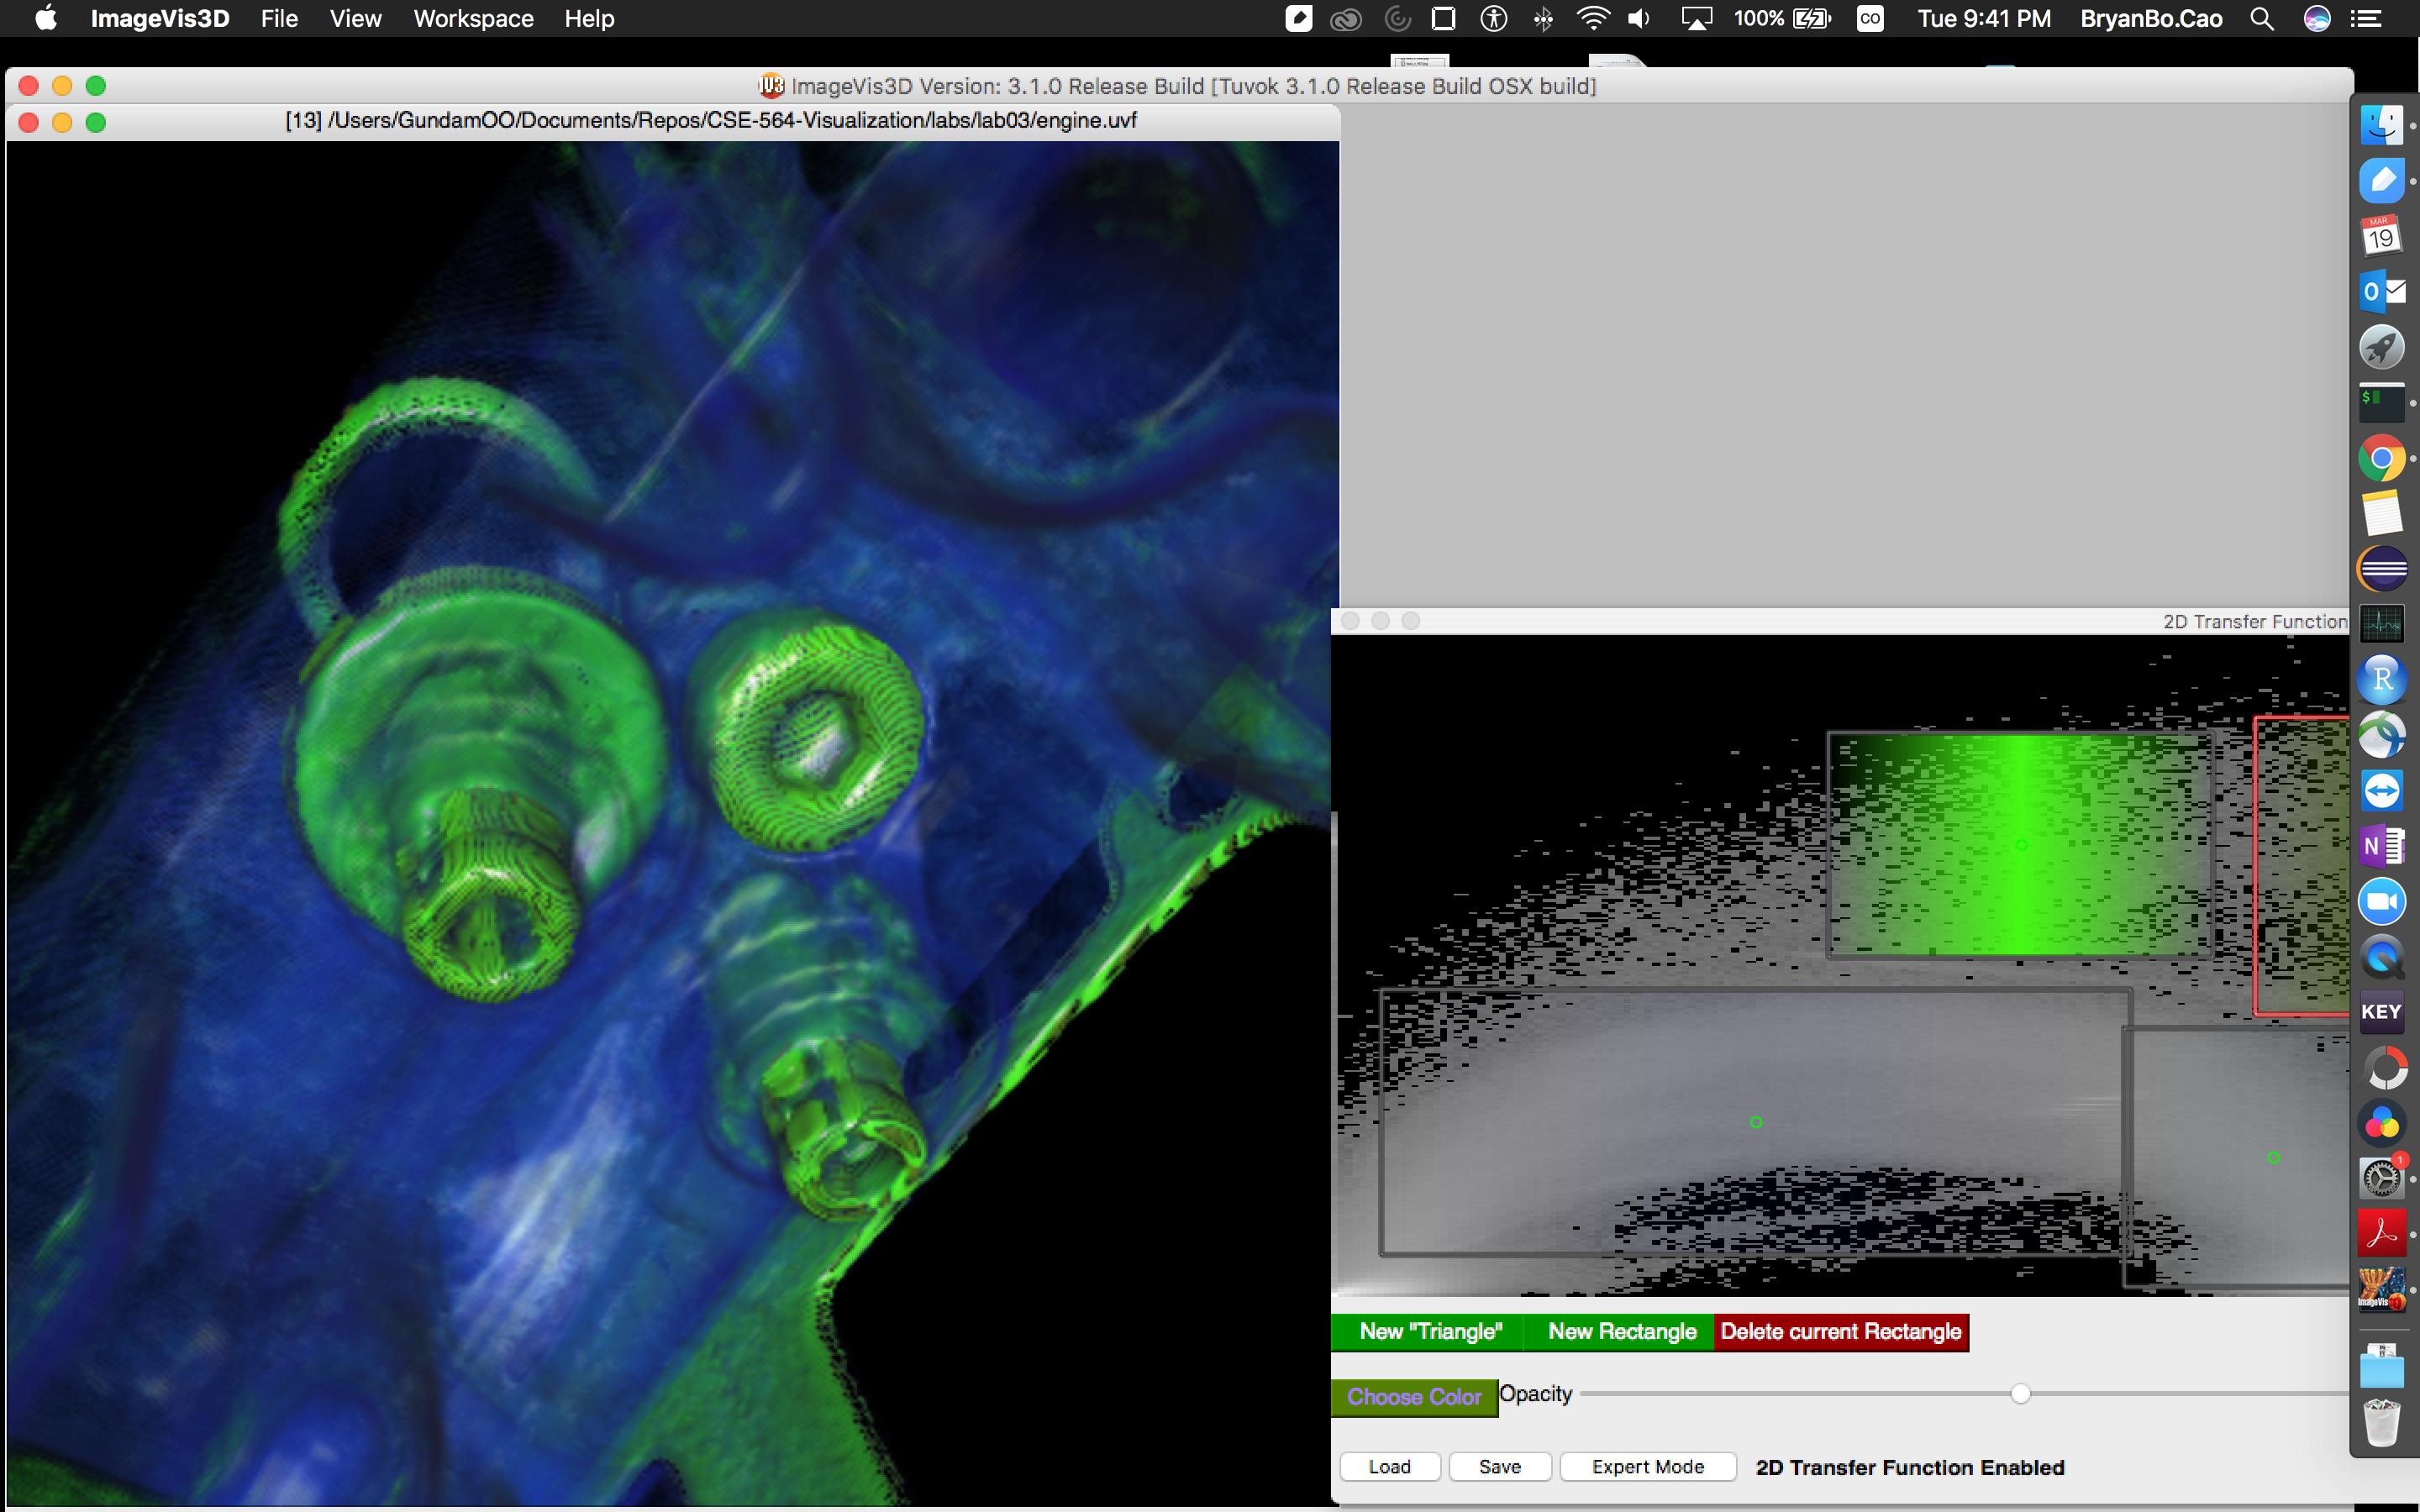 ImageVis3D File View Workspace Help 100% CO Tue 9:41 PM BryanBo.Cao
ImageVis3D Version: 3.1.0 Release Build [Tuvok 3.1.0 Release Build OSX build]
[13] /Users/GundamOO/Documents/Repos/CSE-564-Visualization/labs/lab03/engine.uvf
MAR
19
2D Transfer Function
KEY
1
New "Triangle" New Rectangle Delete current Rectangle
Choose Color Opacity
Load Save Expert Mode 2D Transfer Function Enabled